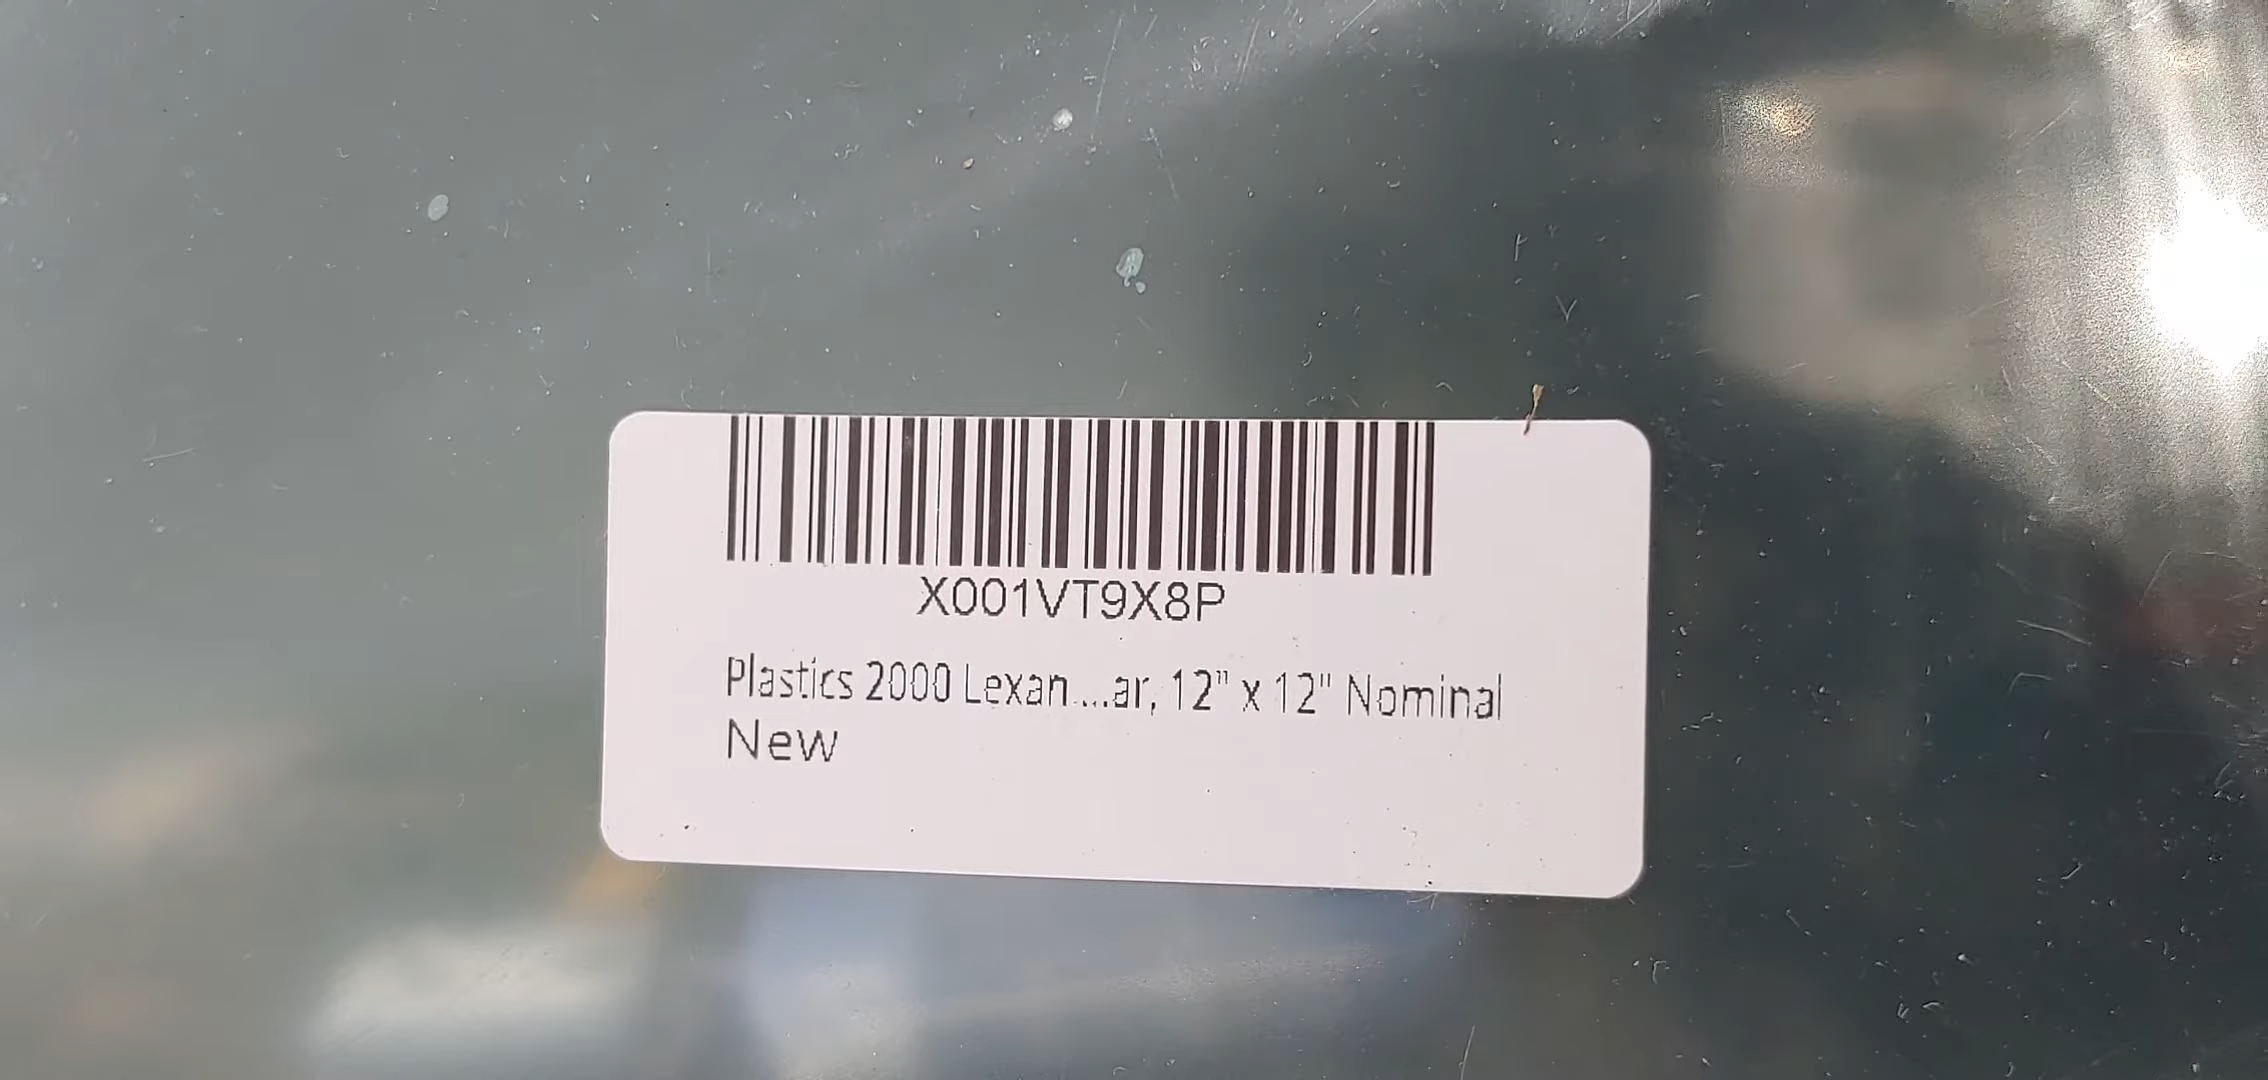 X001VT9X8P
Plastics 2000 Lexan ...ar, 12" x 12" Nominal
New